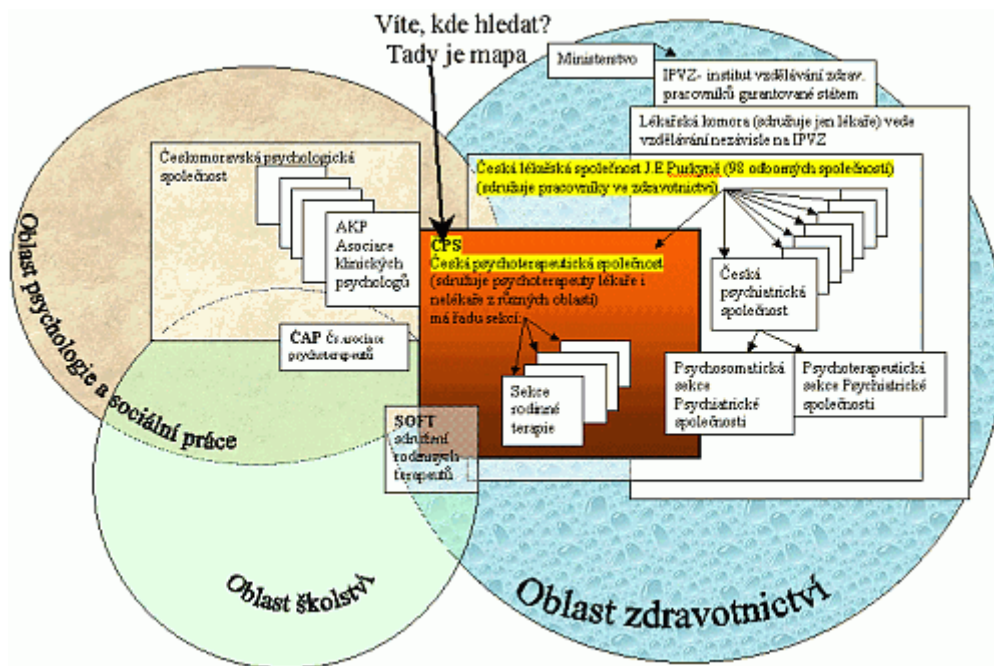 Víte, kde hledat?
Tady je mapa
Ministerstvo
IPVZ- institut vzdělávání zdrav.
pracovníků garantované státem
Lékařská komora (sdružuje jen lékaře) vede
vzdělávání nezávisle na IPVZ
Českomoravská psychologická
společnost
Česká lékařská společnost J.E Purkyně (98 odborných společností)
(sdružuje pracovníky ve zdravotnictví)
AKP
Asociace
klinických
psychologů
ČPS
Česká psychoterapeutická společnost
(sdružuje psychoterapeuty lékaře i
nelékaře z různých oblastí)
má řadu sekcí:
Česká
psychiatrická
společnost
ČAP Čs.asociace
psychoterapeutů
Sekce
rodinné
terapie
Psychosomatická
sekce
Psychiatrické
společnosti
Psychoterapeutická
sekce Psychiatrické
společnosti
SOFT
sdružení
rodinných
terapeutů
Oblast psychologie a sociální práce
Oblast školství
Oblast zdravotnictví